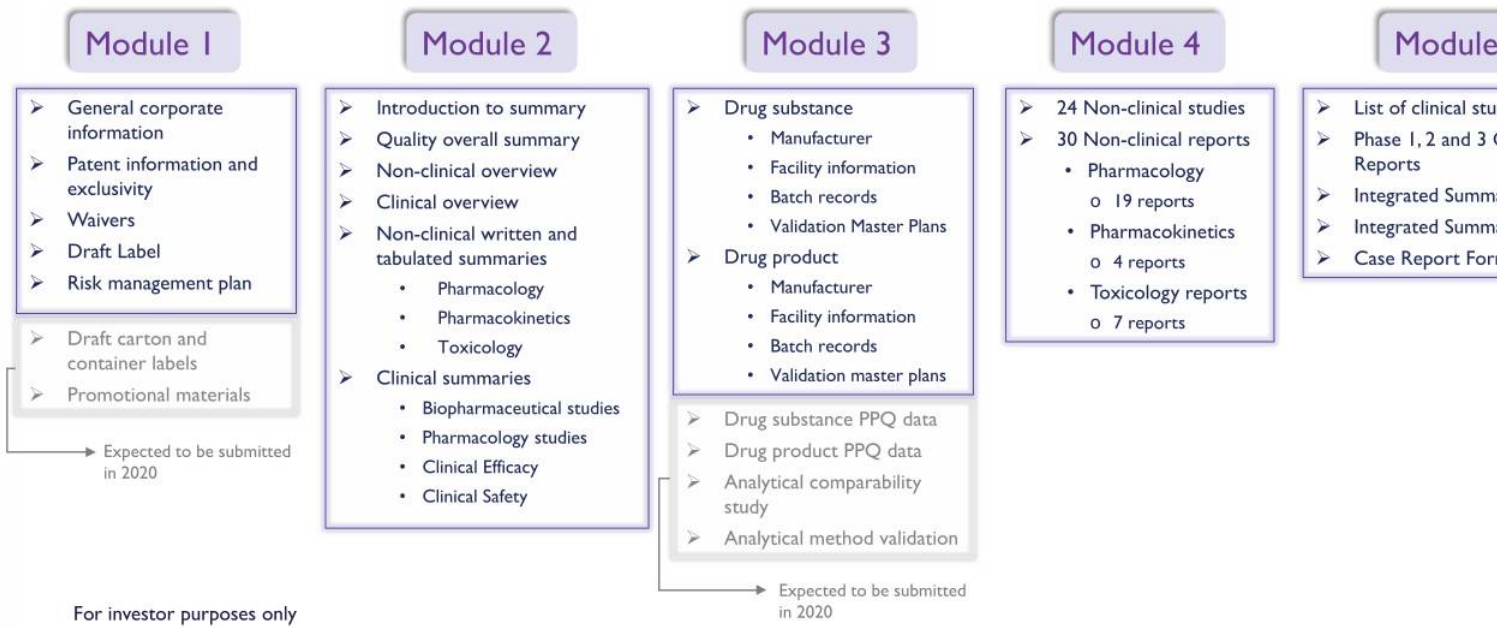 Module 1
➢ General corporate
information
➢ Patent information and
exclusivity
➢ Waivers
➢ Draft Label
➢ Risk management plan
➢ Draft carton and
container labels
➢ Promotional materials
Expected to be submitted
in 2020
Module 2
➢ Introduction to summary
➢ Quality overall summary
➢ Non-clinical overview
➢ Clinical overview
➢ Non-clinical written and
tabulated summaries
• Pharmacology
• Pharmacokinetics
• Toxicology
➢ Clinical summaries
• Biopharmaceutical studies
• Pharmacology studies
• Clinical Efficacy
• Clinical Safety
Module 3
➢ Drug substance
• Manufacturer
• Facility information
• Batch records
• Validation Master Plans
➢ Drug product
• Manufacturer
• Facility information
• Batch records
• Validation master plans
➢ Drug substance PPQ data
➢ Drug product PPQ data
➢ Analytical comparability
study
➢ Analytical method validation
Expected to be submitted
in 2020
Module 4
➢ 24 Non-clinical studies
➢ 30 Non-clinical reports
• Pharmacology
o 19 reports
• Pharmacokinetics
o 4 reports
• Toxicology reports
o 7 reports
Module
➢ List of clinical
➢ Phase 1, 2 and 3
Reports
➢ Integrated
➢ Integrated
➢ Case Report
For investor purposes only